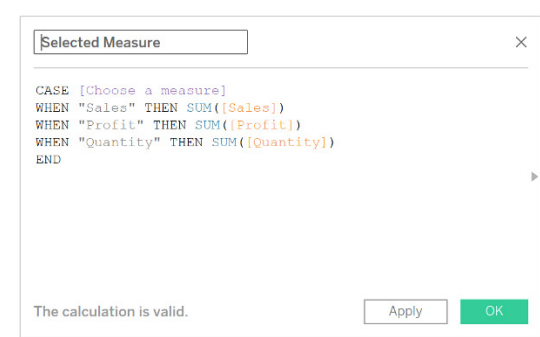 Selected Measure
CASE [Choose a measure]
WHEN "Sales" THEN SUM([Sales])
WHEN "Profit" THEN SUM([Profit])
WHEN "Quantity" THEN SUM([Quantity])
END
The calculation is valid.
Apply
OK